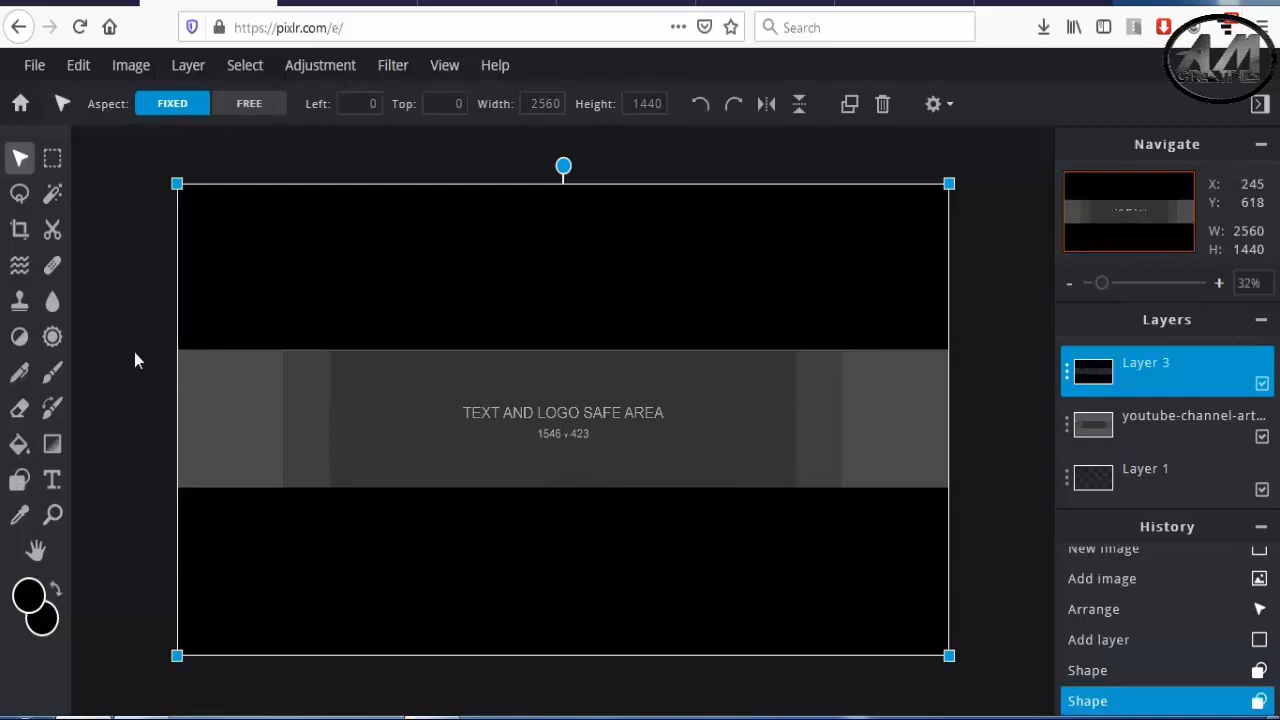 https://pixlr.com/e/
Search
AM
File Edit Image Layer Select Adjustment Filter View Help
Aspect: FIXED FREE Left: 0 Top: 0 Width: 2560 Height: 1440
Navigate
X: 245
Y: 618
W: 2560
H: 1440
- + 32%
Layers
Layer 3
youtube-channel-art...
Layer 1
TEXT AND LOGO SAFE AREA
1546 x 423
History
New image
Add image
Arrange
Add layer
Shape
Shape